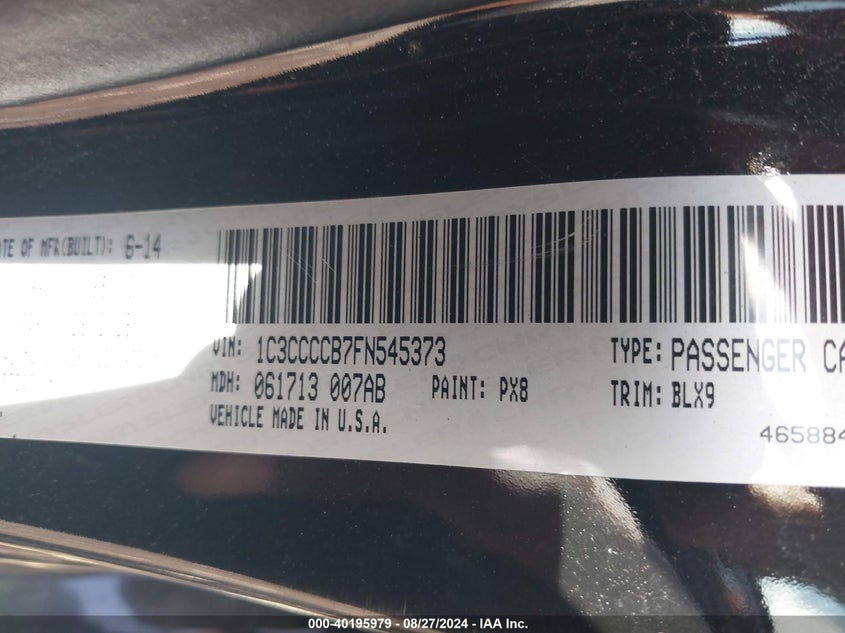 ATE OF MFR(BUILT): 6-14
VIN: 1C3CCCCB7FN545373
TYPE: PASSENGER CA
MDH: 061713 007AB
PAINT: PX8
TRIM: BLX9
VEHICLE MADE IN U.S.A.
465884
000-40195979 - 08/27/2024 - IAA Inc.